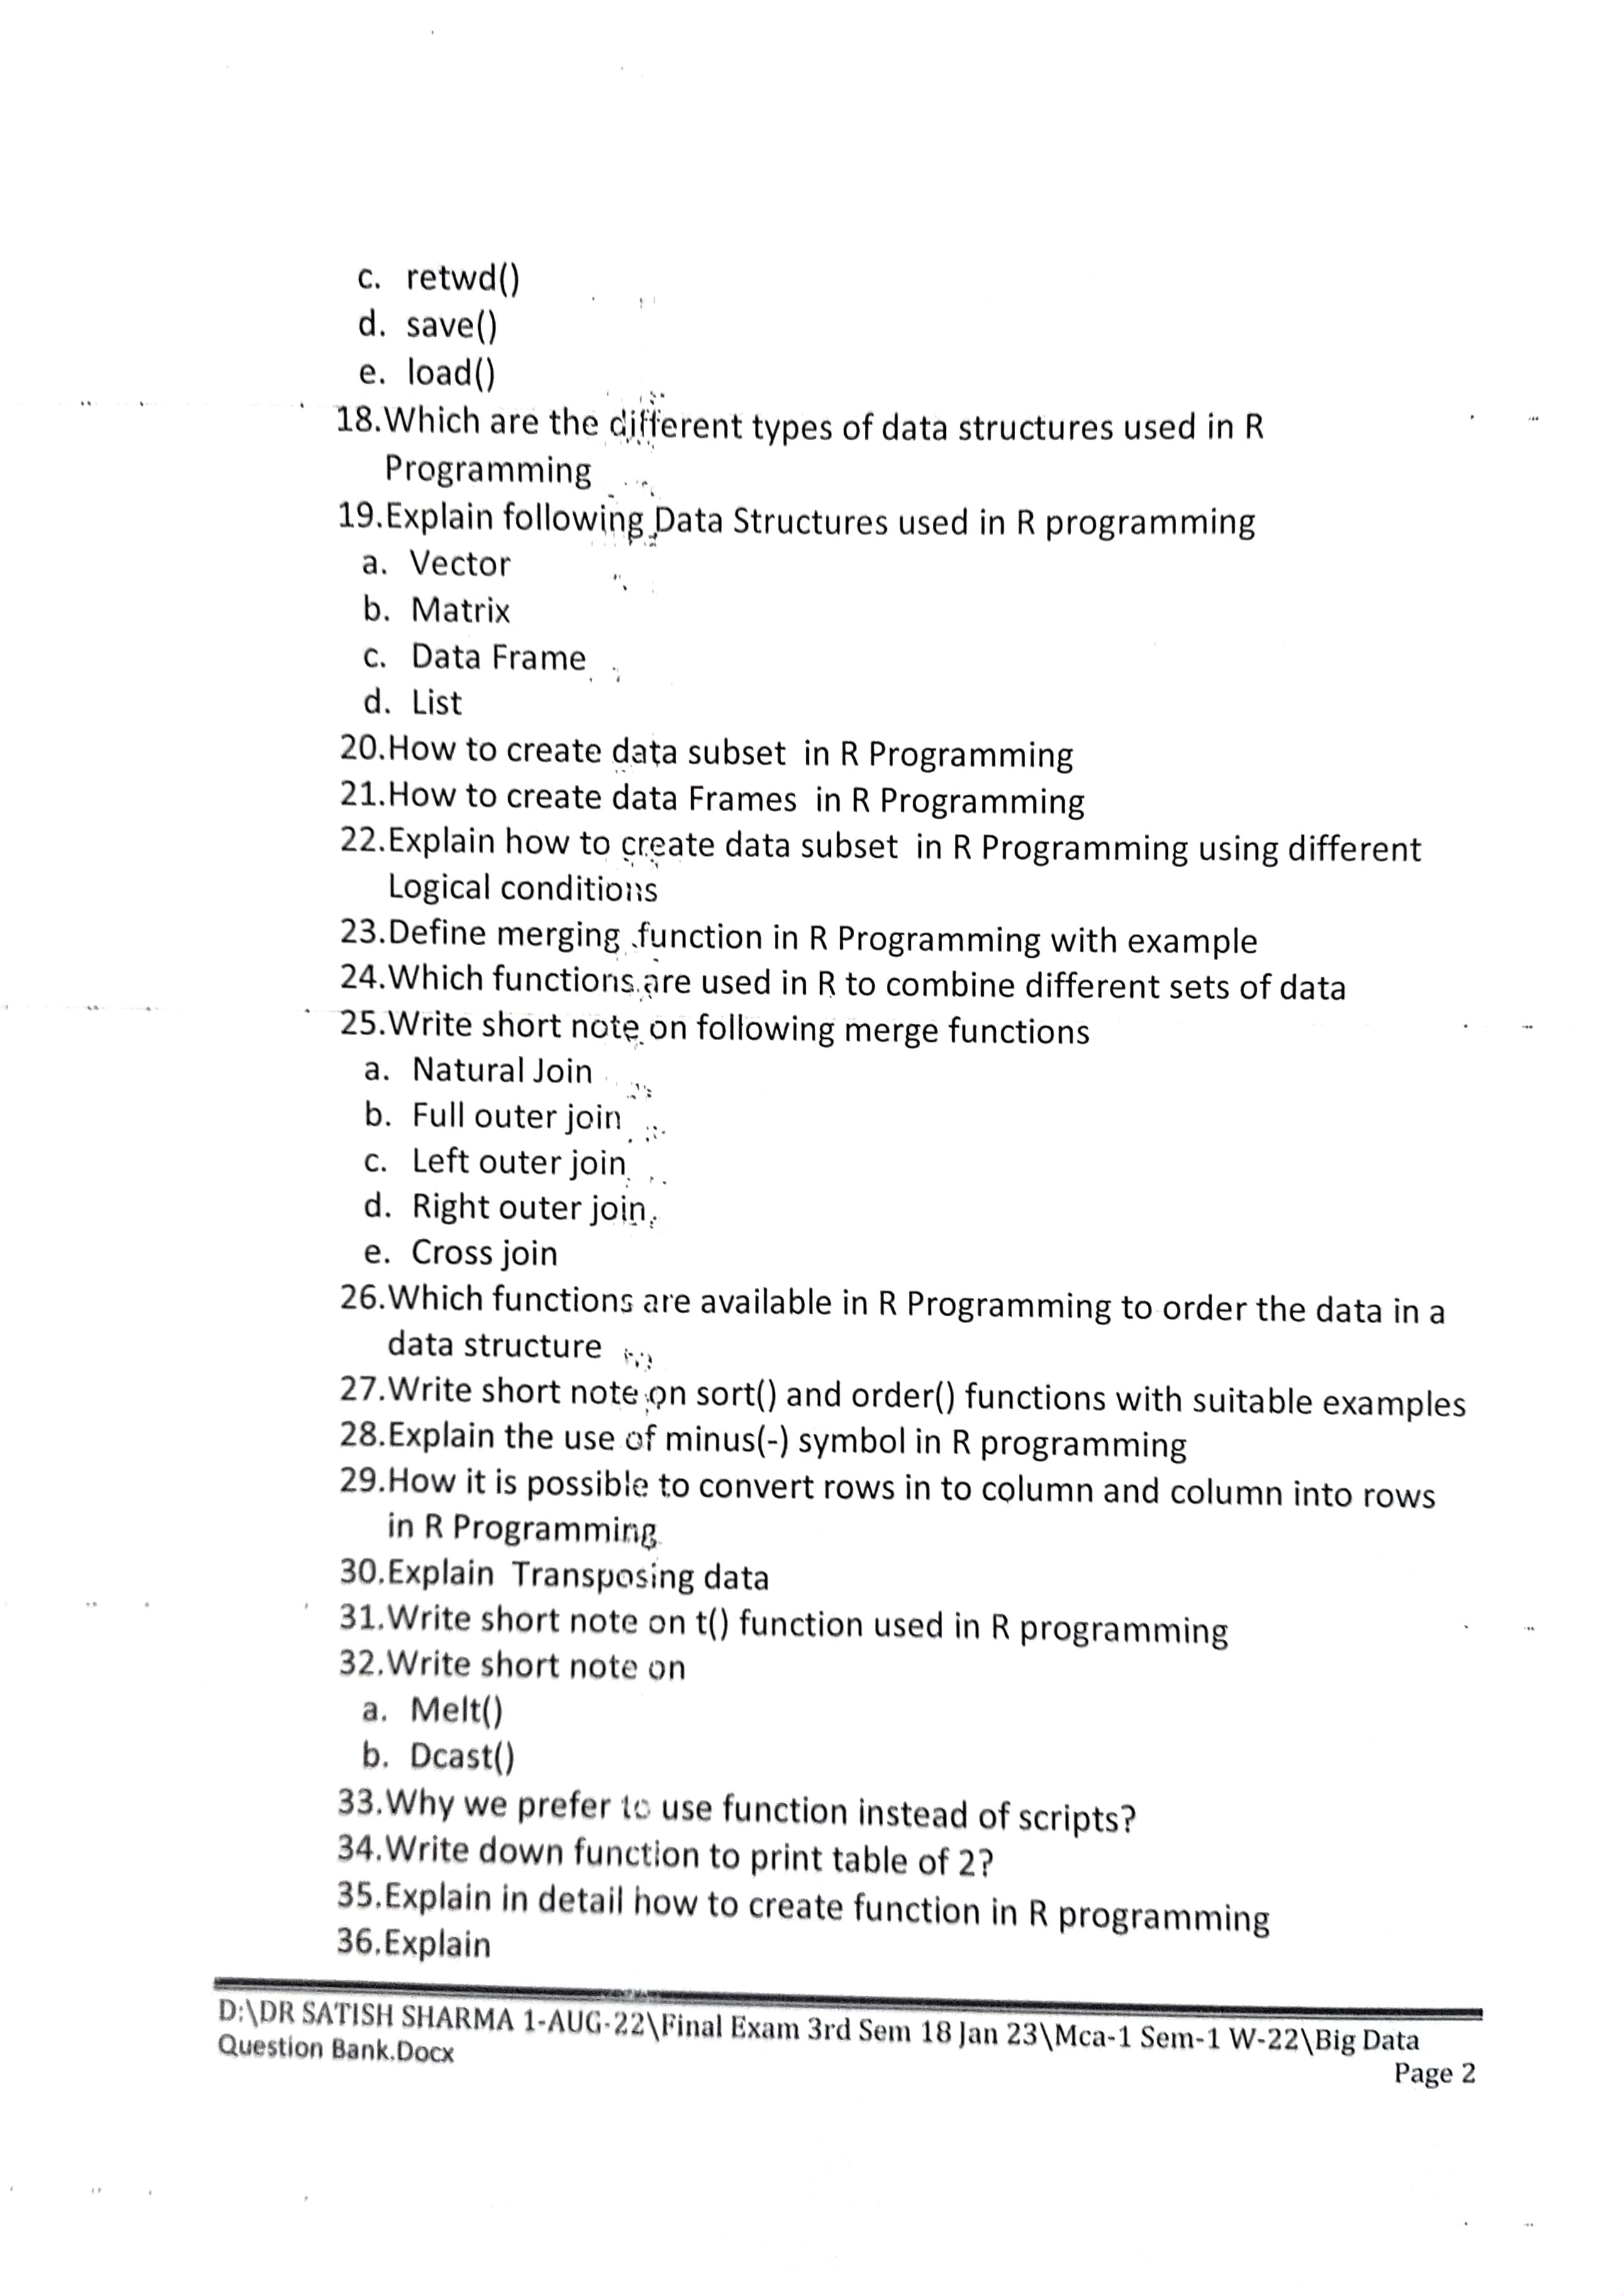 c. retwd()
d. save()
e. load()
18.Which are the different types of data structures used in R
Programming
19.Explain following Data Structures used in R programming
a. Vector
b. Matrix
c. Data Frame
d. List
20.How to create data subset in R Programming
21.How to create data Frames in R Programming
22.Explain how to create data subset in R Programming using different
Logical conditions
23.Define merging function in R Programming with example
24.Which functions are used in R to combine different sets of data
25.Write short note on following merge functions
a. Natural Join
b. Full outer join
c. Left outer join
d. Right outer join
e. Cross join
26.Which functions are available in R Programming to order the data in a
data structure
27.Write short note on sort() and order() functions with suitable examples
28.Explain the use of minus(-) symbol in R programming
29.How it is possible to convert rows in to column and column into rows
in R Programming
30.Explain Transposing data
31.Write short note on t() function used in R programming
32.Write short note on
a. Melt()
b. Dcast()
33.Why we prefer to use function instead of scripts?
34.Write down function to print table of 2?
35.Explain in detail how to create function in R programming
36.Explain
D:\DR SATISH SHARMA 1-AUG-22\Final Exam 3rd Sem 18 Jan 23\Mca-1 Sem-1 W-22\Big Data
Question Bank.Docx
Page 2